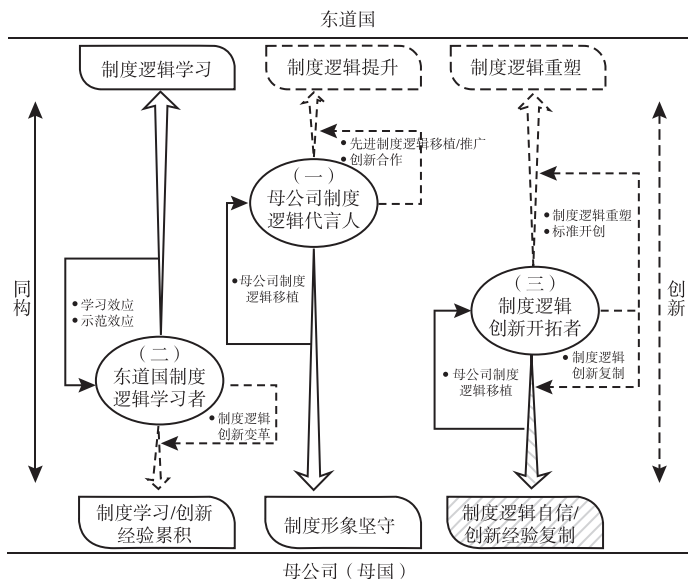 东道国
制度逻辑学习
制度逻辑提升
制度逻辑重塑
● 先进制度逻辑移植/推广
● 创新合作
（一）
母公司制度
逻辑代言人
● 制度逻辑重塑
● 标准开创
● 母公司制度
逻辑移植
（三）
制度逻辑
创新开拓者
同构
创新
● 学习效应
● 示范效应
（二）
东道国制度
逻辑学习者
● 制度逻辑
创新复制
● 母公司制度
逻辑移植
● 制度逻辑
创新变革
制度学习/创新
经验累积
制度形象坚守
制度逻辑自信/
创新经验复制
母公司（母国）